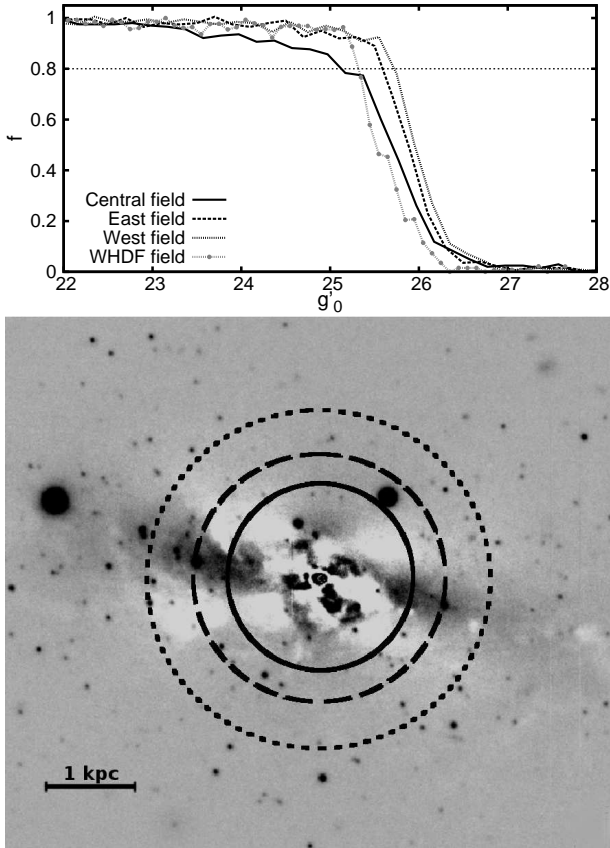 1
0.8
0.6
0.4
0.2
0
f
Central field
East field
West field
WHDF field
22 23 24 25 26 27 28
g'0
1 kpc